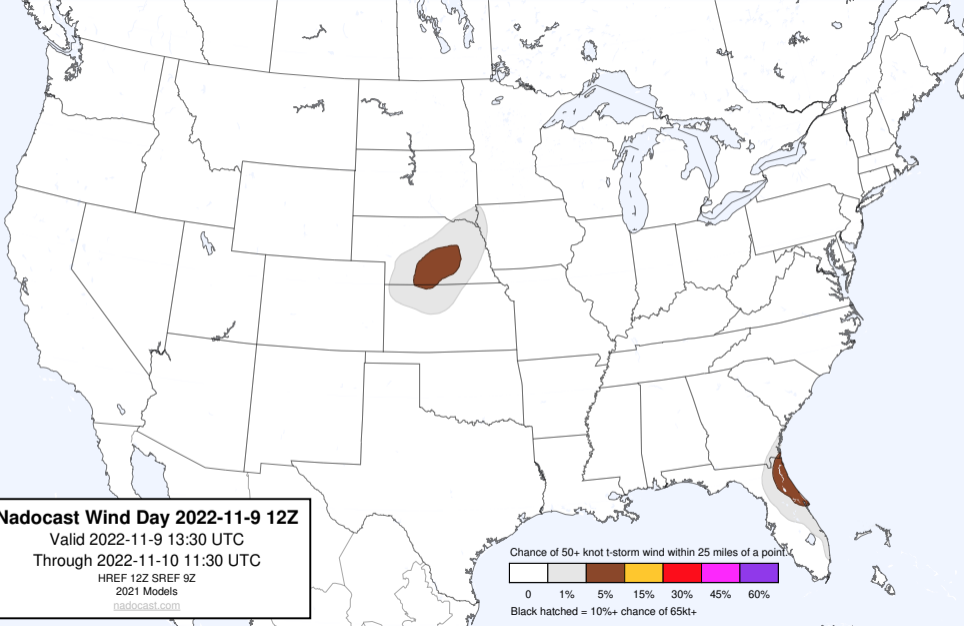 Nadocast Wind Day 2022-11-9 12Z
Valid 2022-11-9 13:30 UTC
Through 2022-11-10 11:30 UTC
HREF 12Z SREF 9Z
2021 Models
nadocast.com
Chance of 50+ knot t-storm wind within 25 miles of a point.
0 1% 5% 15% 30% 45% 60%
Black hatched = 10%+ chance of 65kt+